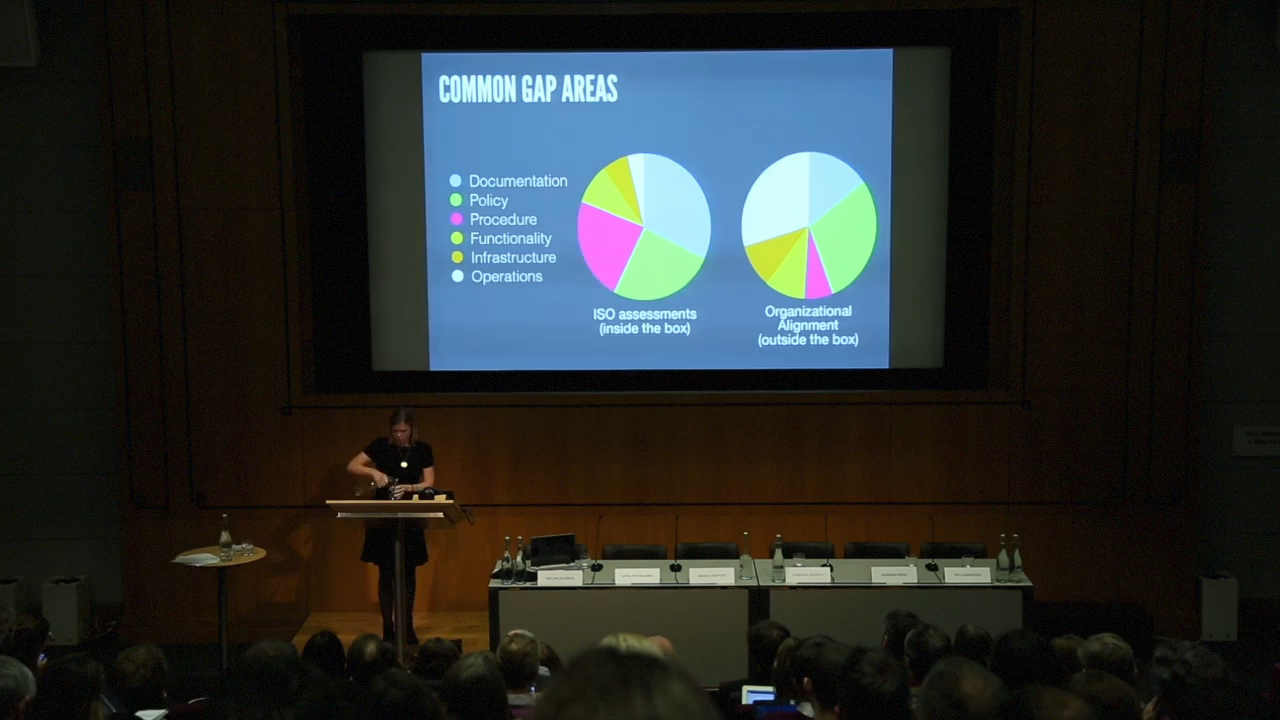 COMMON GAP AREAS
Documentation
Policy
Procedure
Functionality
Infrastructure
Operations
ISO assessments
(inside the box)
Organizational
Alignment
(outside the box)